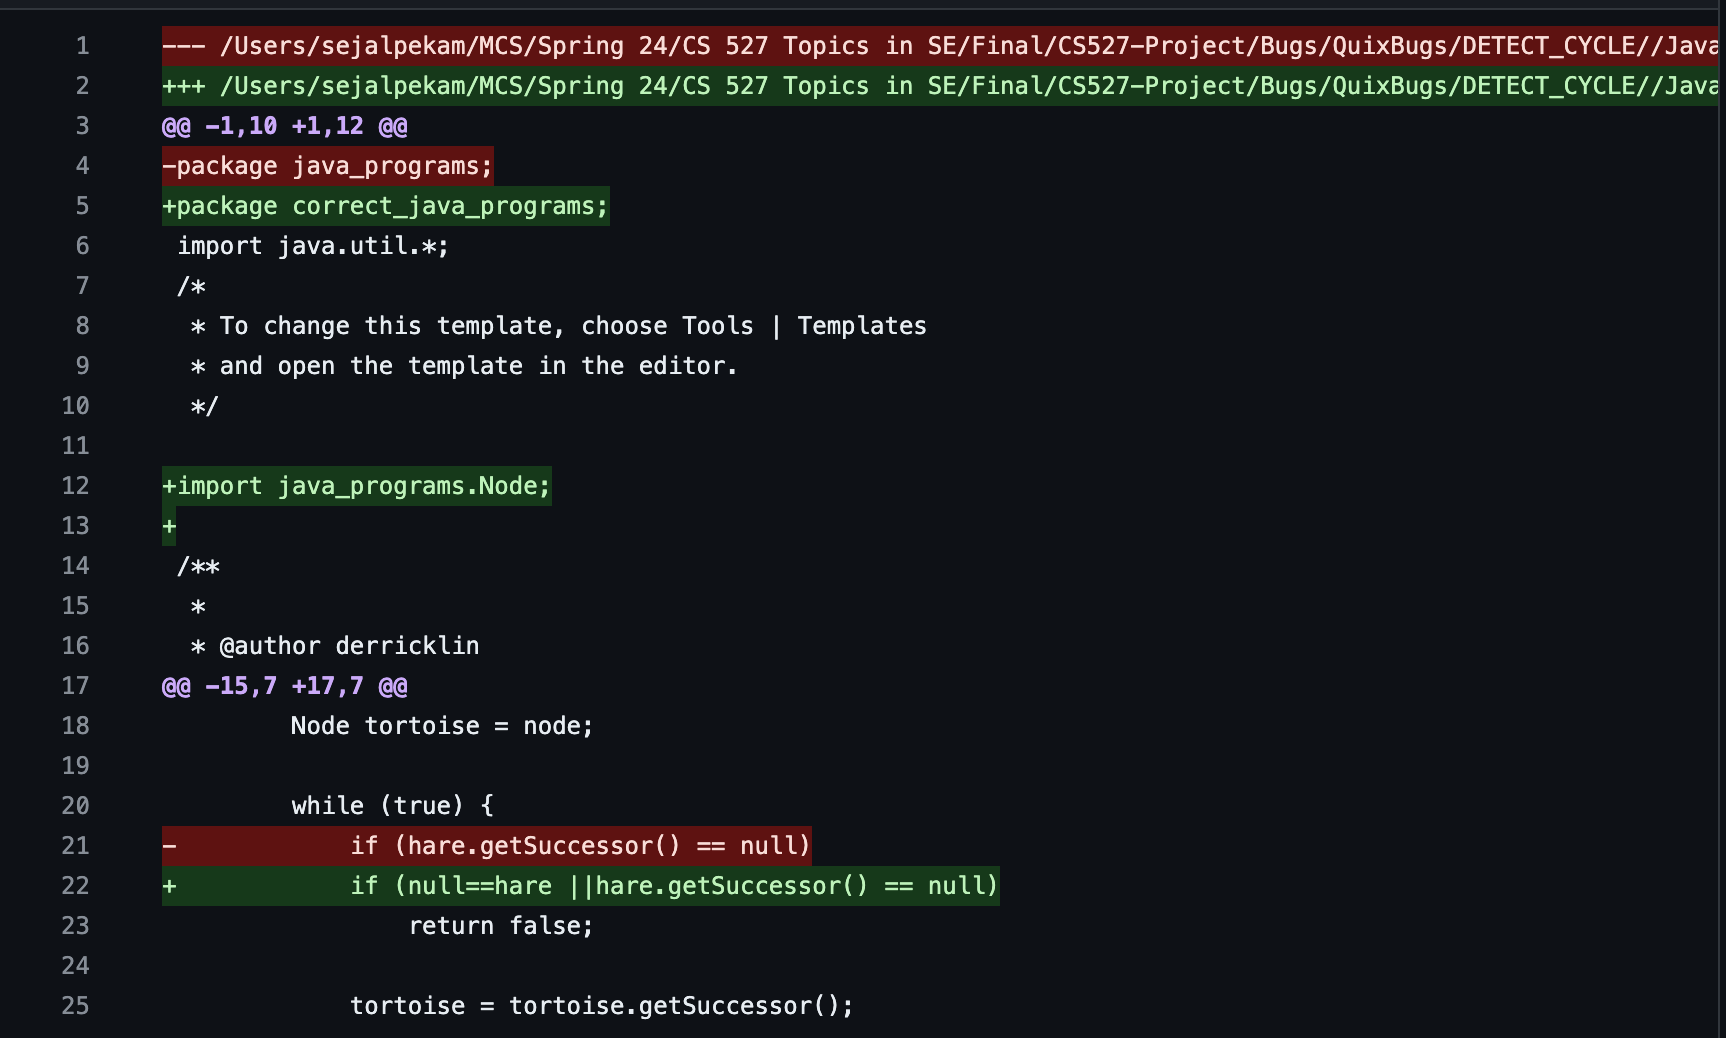 1 --- /Users/sejalpekam/MCS/Spring 24/CS 527 Topics in SE/Final/CS527-Project/Bugs/QuixBugs/DETECT_CYCLE//Java
2 +++ /Users/sejalpekam/MCS/Spring 24/CS 527 Topics in SE/Final/CS527-Project/Bugs/QuixBugs/DETECT_CYCLE//Java
3 @@ -1,10 +1,12 @@
4 -package java_programs;
5 +package correct_java_programs;
6  import java.util.*;
7  /*
8   * To change this template, choose Tools | Templates
9   * and open the template in the editor.
10   */
11
12 +import java_programs.Node;
13 +
14  /**
15   *
16   * @author derricklin
17 @@ -15,7 +17,7 @@
18          Node tortoise = node;
19
20          while (true) {
21 -            if (hare.getSuccessor() == null)
22 +            if (null==hare ||hare.getSuccessor() == null)
23                  return false;
24
25              tortoise = tortoise.getSuccessor();